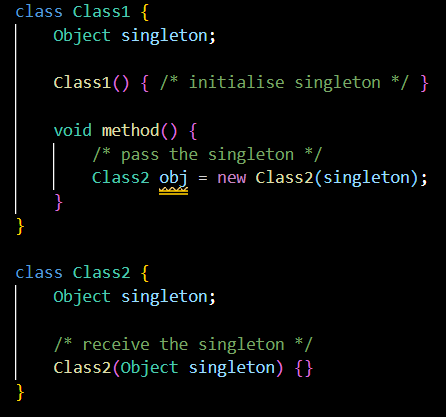 class Class1 {
Object singleton;
Class1() { /* initialise singleton */ }
void method() {
/* pass the singleton */
Class2 obj = new Class2(singleton);
}
}
class Class2 {
Object singleton;
/* receive the singleton */
Class2(Object singleton) {}
}